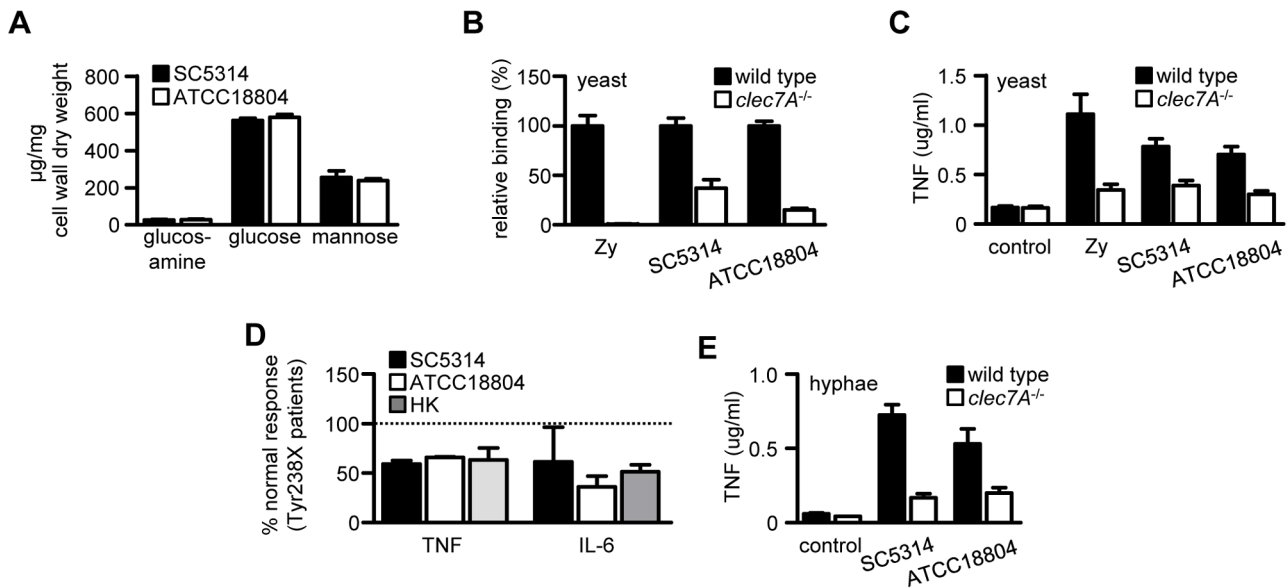 A
µg/mg
cell wall dry weight
800
600
400
200
0
SC5314
ATCC18804
glucos-
amine
glucose
mannose
B
relative binding (%)
150
100
50
0
yeast
wild type
clec7A-/-
Zy
SC5314
ATCC18804
C
TNF (ug/ml)
1.5
1.0
0.5
0
yeast
wild type
clec7A-/-
control
Zy
SC5314
ATCC18804
D
% normal response
(Tyr238X patients)
150
100
50
0
SC5314
ATCC18804
HK
TNF
IL-6
E
TNF (ug/ml)
1.0
0.5
0
hyphae
wild type
clec7A-/-
control
SC5314
ATCC18804